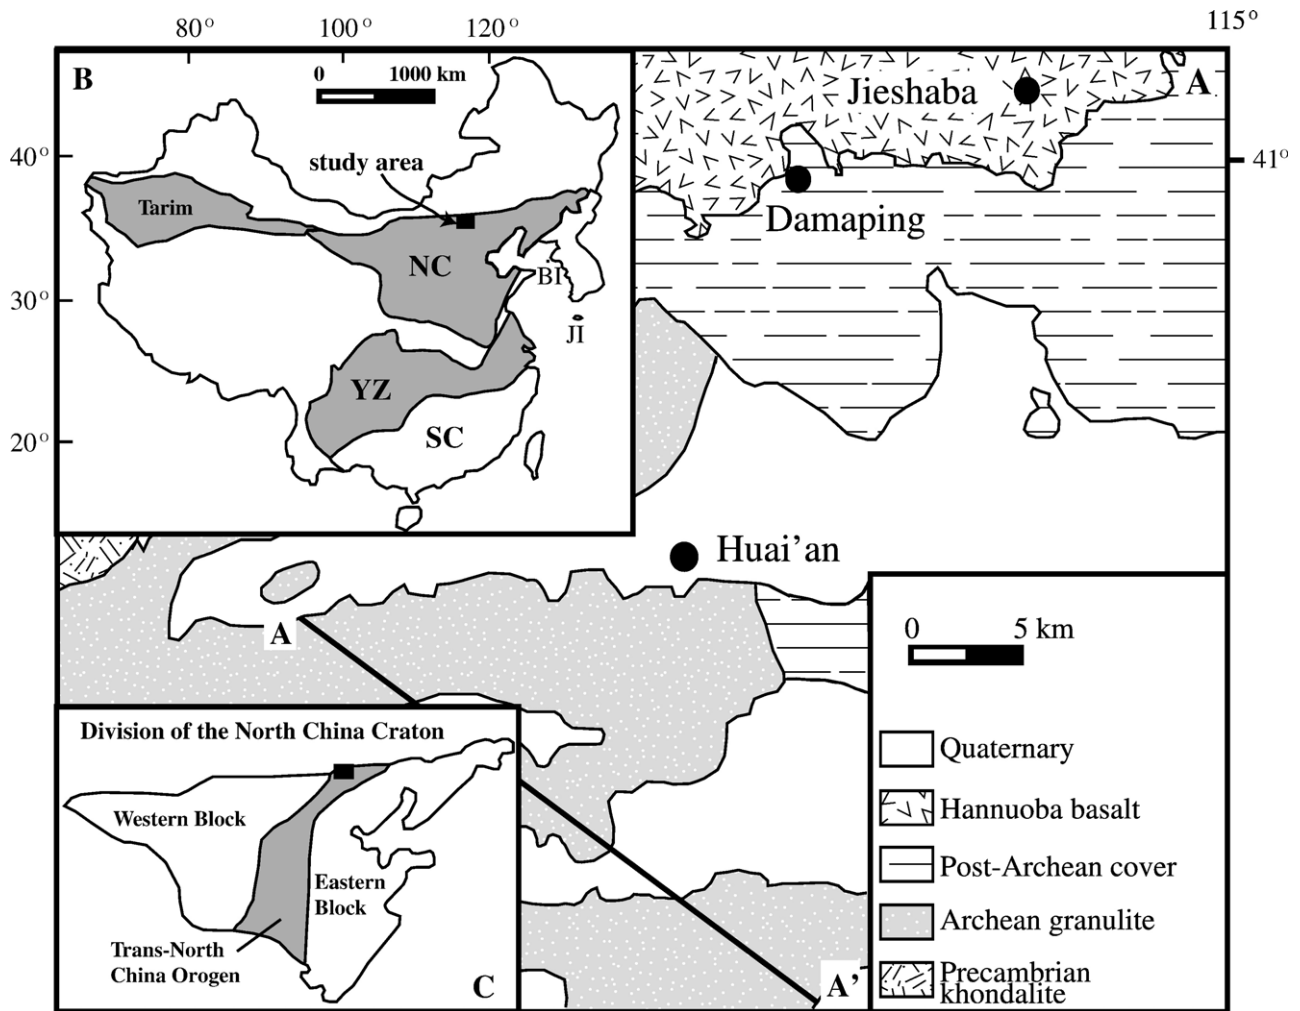 80° 100° 120° 115°
B
0 1000 km
study area
Tarim
NC
BI
JI
YZ
SC
40°
30°
20°
Jieshaba
A
41°
Damaping
Huai’an
A
A’
Division of the North China Craton
Western Block
Eastern
Block
Trans-North
China Orogen
C
0 5 km
Quaternary
Hannuoba basalt
Post-Archean cover
Archean granulite
Precambrian
khondalite